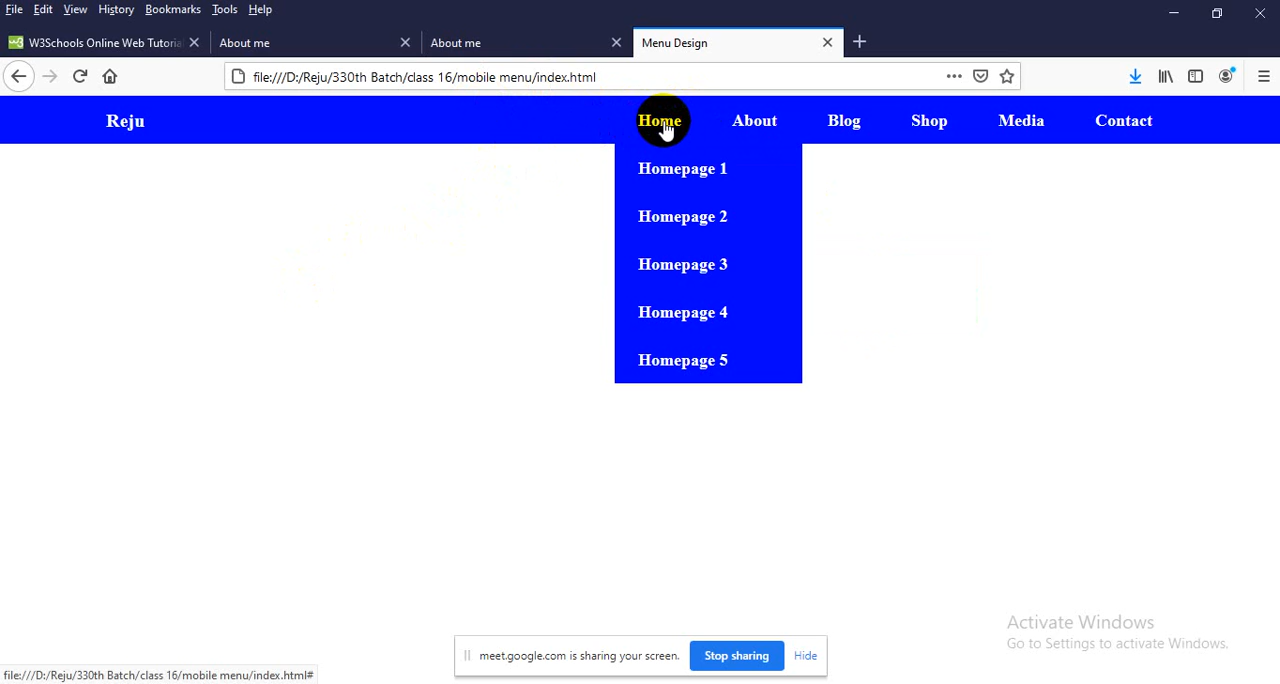 File Edit View History Bookmarks Tools Help
W3Schools Online Web Tutoria
About me
About me
Menu Design
file:///D:/Reju/330th Batch/class 16/mobile menu/index.html
Reju Home About Blog Shop Media Contact
Homepage 1
Homepage 2
Homepage 3
Homepage 4
Homepage 5
Activate Windows
Go to Settings to activate Windows.
meet.google.com is sharing your screen. Stop sharing Hide
file:///D:/Reju/330th Batch/class 16/mobile menu/index.html#